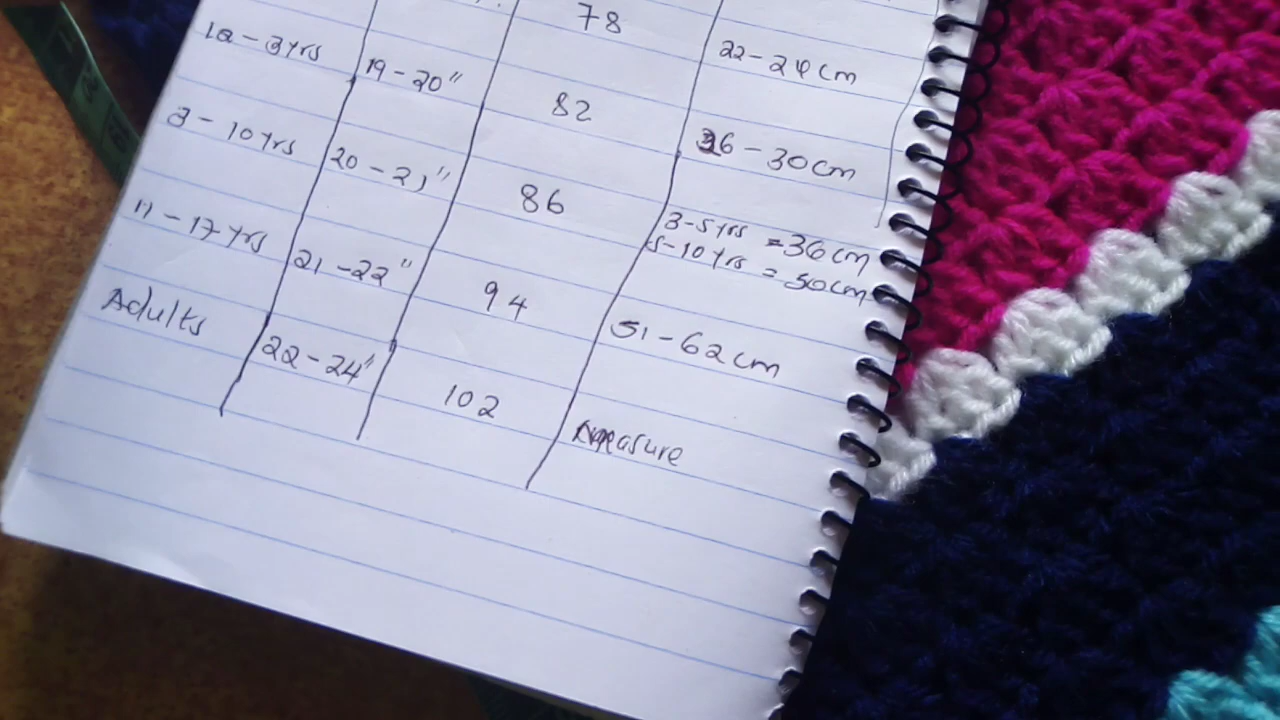 78
18-3yrs 19-20" 82 22-24cm
3-10yrs 20-21" 86 26-30cm
3-5yrs =36cm
5-10yrs = 50cm
11-17yrs 21-22" 94 51-62cm
Adults 22-24" 102 Measure